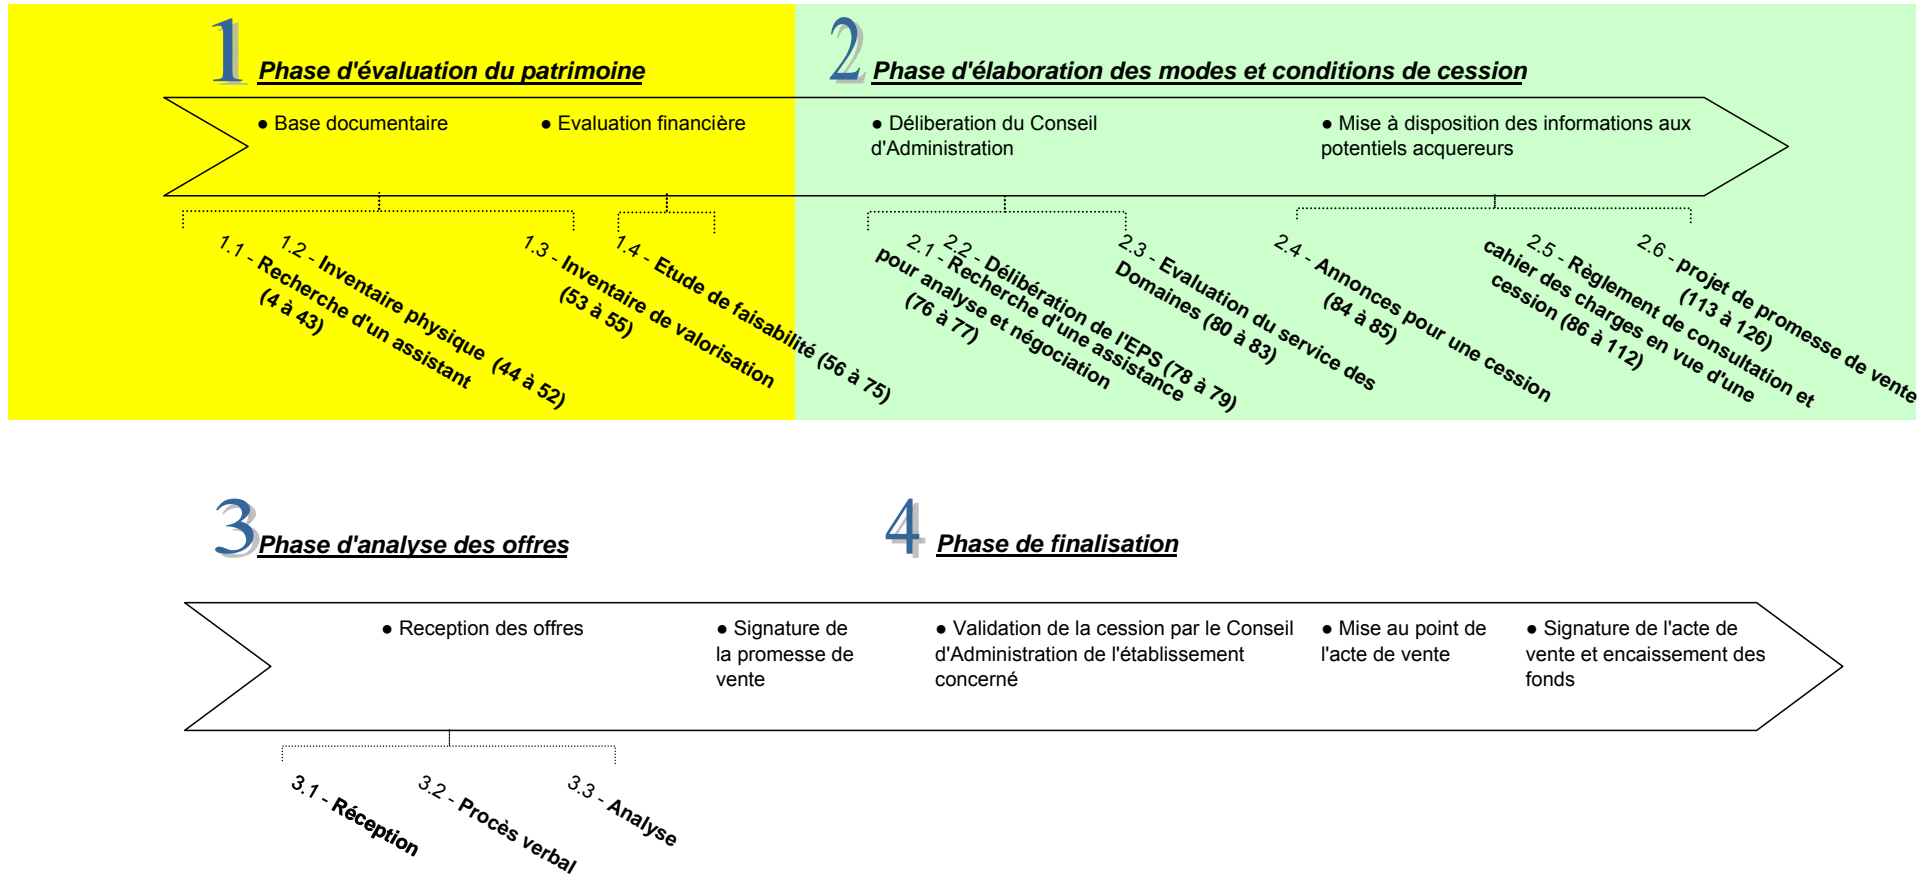 1
Phase d'évaluation du patrimoine
2
Phase d'élaboration des modes et conditions de cession
● Base documentaire
● Evaluation financière
● Déliberation du Conseil
d'Administration
● Mise à disposition des informations aux
potentiels acquereurs
1.1 - Recherche d'un assistant
(4 à 43)
1.2 - Inventaire physique (44 à 52)
1.3 - Inventaire de valorisation
(53 à 55)
1.4 - Etude de faisabilité (56 à 75)
2.1 - Recherche d'une assistance
pour analyse et négociation
(76 à 77)
2.2 - Délibération de l'EPS (78 à 79)
2.3 - Evaluation du service des
Domaines (80 à 83)
2.4 - Annonces pour une cession
(84 à 85)
2.5 - Règlement de consultation et
cahier des charges en vue d'une
cession (86 à 112)
2.6 - projet de promesse de vente
(113 à 126)
3
Phase d'analyse des offres
4
Phase de finalisation
● Reception des offres
● Signature de
la promesse de
vente
● Validation de la cession par le Conseil
d'Administration de l'établissement
concerné
● Mise au point de
l'acte de vente
● Signature de l'acte de
vente et encaissement des
fonds
3.1 - Réception
3.2 - Procès verbal
3.3 - Analyse